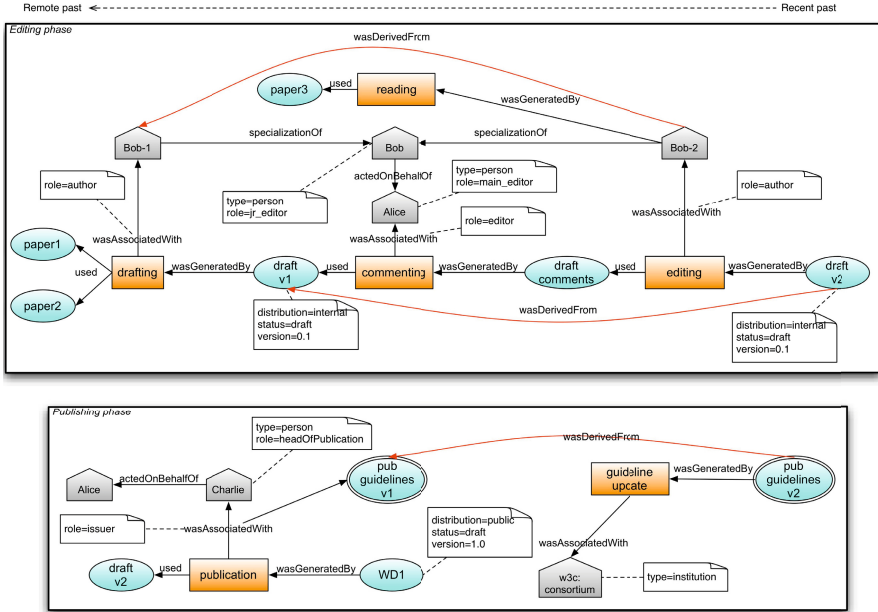 Remote past
Recent past
Editing phase
wasDerivedFrom
paper3
used
reading
wasGeneratedBy
Bob-1
specializationOf
Bob
specializationOf
Bob-2
role=author
type=person
role=jr_editor
actedOnBehalfOf
type=person
role=main_editor
Alice
role=editor
role=author
wasAssociatedWith
wasAssociatedWith
wasAssociatedWith
paper1
used
paper2
drafting
wasGeneratedBy
draft
v1
used
commenting
wasGeneratedBy
draft
comments
used
editing
wasGeneratedBy
draft
v2
distribution=internal
status=draft
version=0.1
wasDerivedFrom
distribution=internal
status=draft
version=0.1
Publishing phase
type=person
role=headOfPublication
wasDerivedFrom
Alice
actedOnBehalfOf
Charlie
pub
guidelines
v1
guideline
upcate
wasGeneratedBy
pub
guidelines
v2
role=issuer
wasAssociatedWith
distribution=public
status=draft
version=1.0
wasAssociatedWith
draft
v2
used
publication
wasGeneratedBy
WD1
w3c:
consortium
type=institution